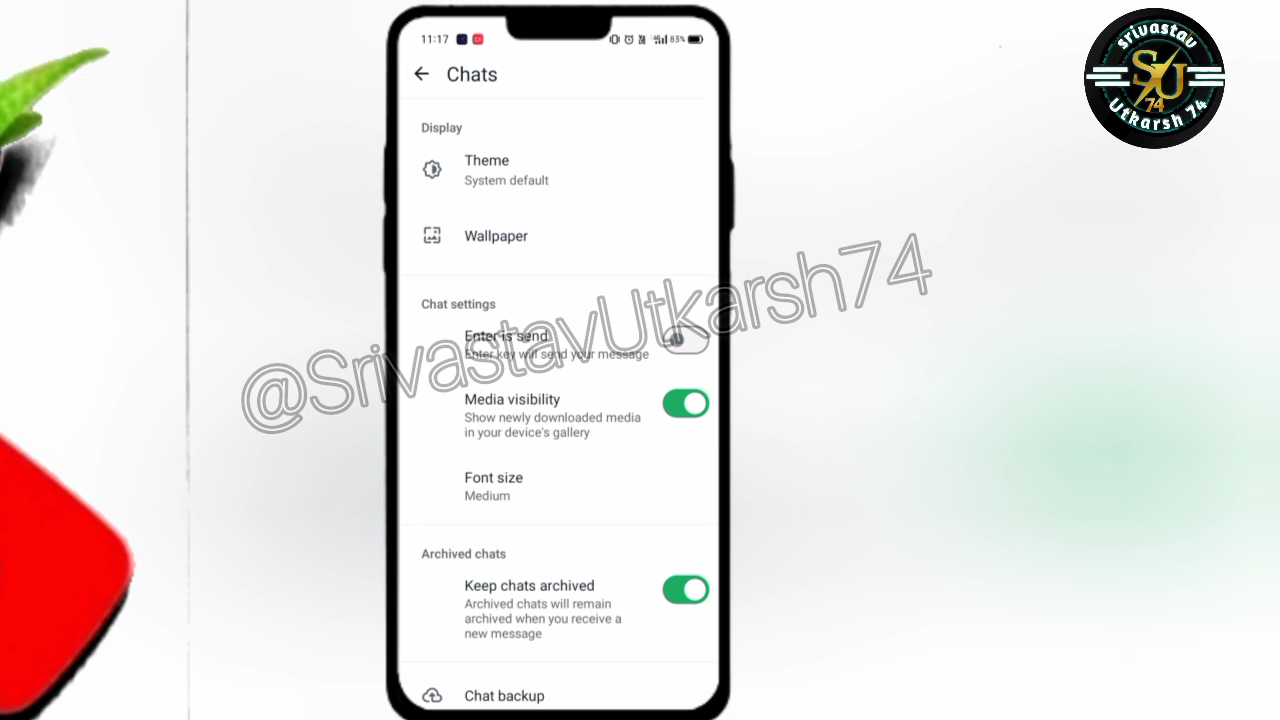 11:17
83%
Chats
Display
Theme
System default
Wallpaper
Chat settings
Enter is send
Enter key will send your message
Media visibility
Show newly downloaded media
in your device's gallery
Font size
Medium
Archived chats
Keep chats archived
Archived chats will remain
archived when you receive a
new message
Chat backup
@SrivastavUtkarsh74
srivastav
SU
74
Utkarsh 74